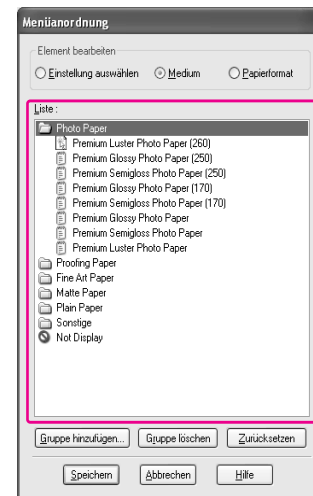 Menüanordnung
Element bearbeiten
Einstellung auswählen Medium Papierformat
Liste :
Photo Paper
Premium Luster Photo Paper (260)
Premium Glossy Photo Paper (250)
Premium Semigloss Photo Paper (250)
Premium Glossy Photo Paper (170)
Premium Semigloss Photo Paper (170)
Premium Glossy Photo Paper
Premium Semigloss Photo Paper
Premium Luster Photo Paper
Proofing Paper
Fine Art Paper
Matte Paper
Plain Paper
Sonstige
Not Display
Gruppe hinzufügen... Gruppe löschen Zurücksetzen
Speichern Abbrechen Hilfe